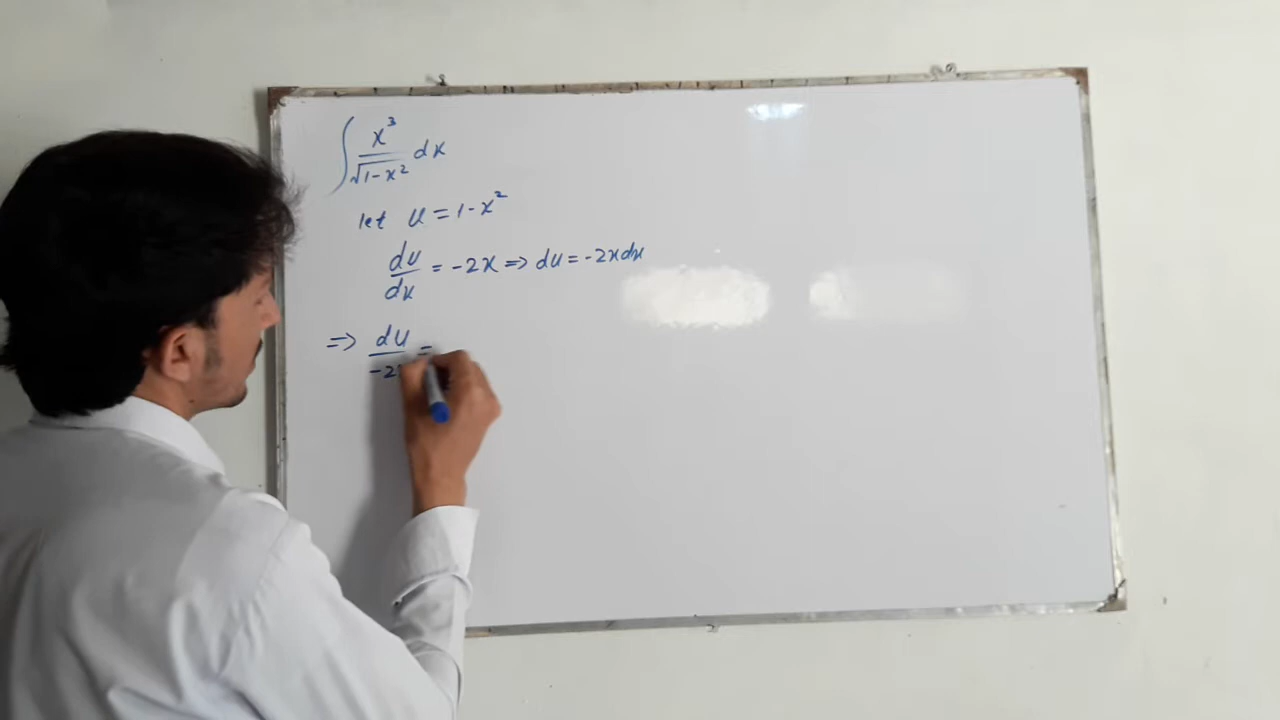 ∫ x³/√1-x² dx
let u = 1-x²
du/dx = -2x ⇒ du = -2xdx
⇒ du/-2 =